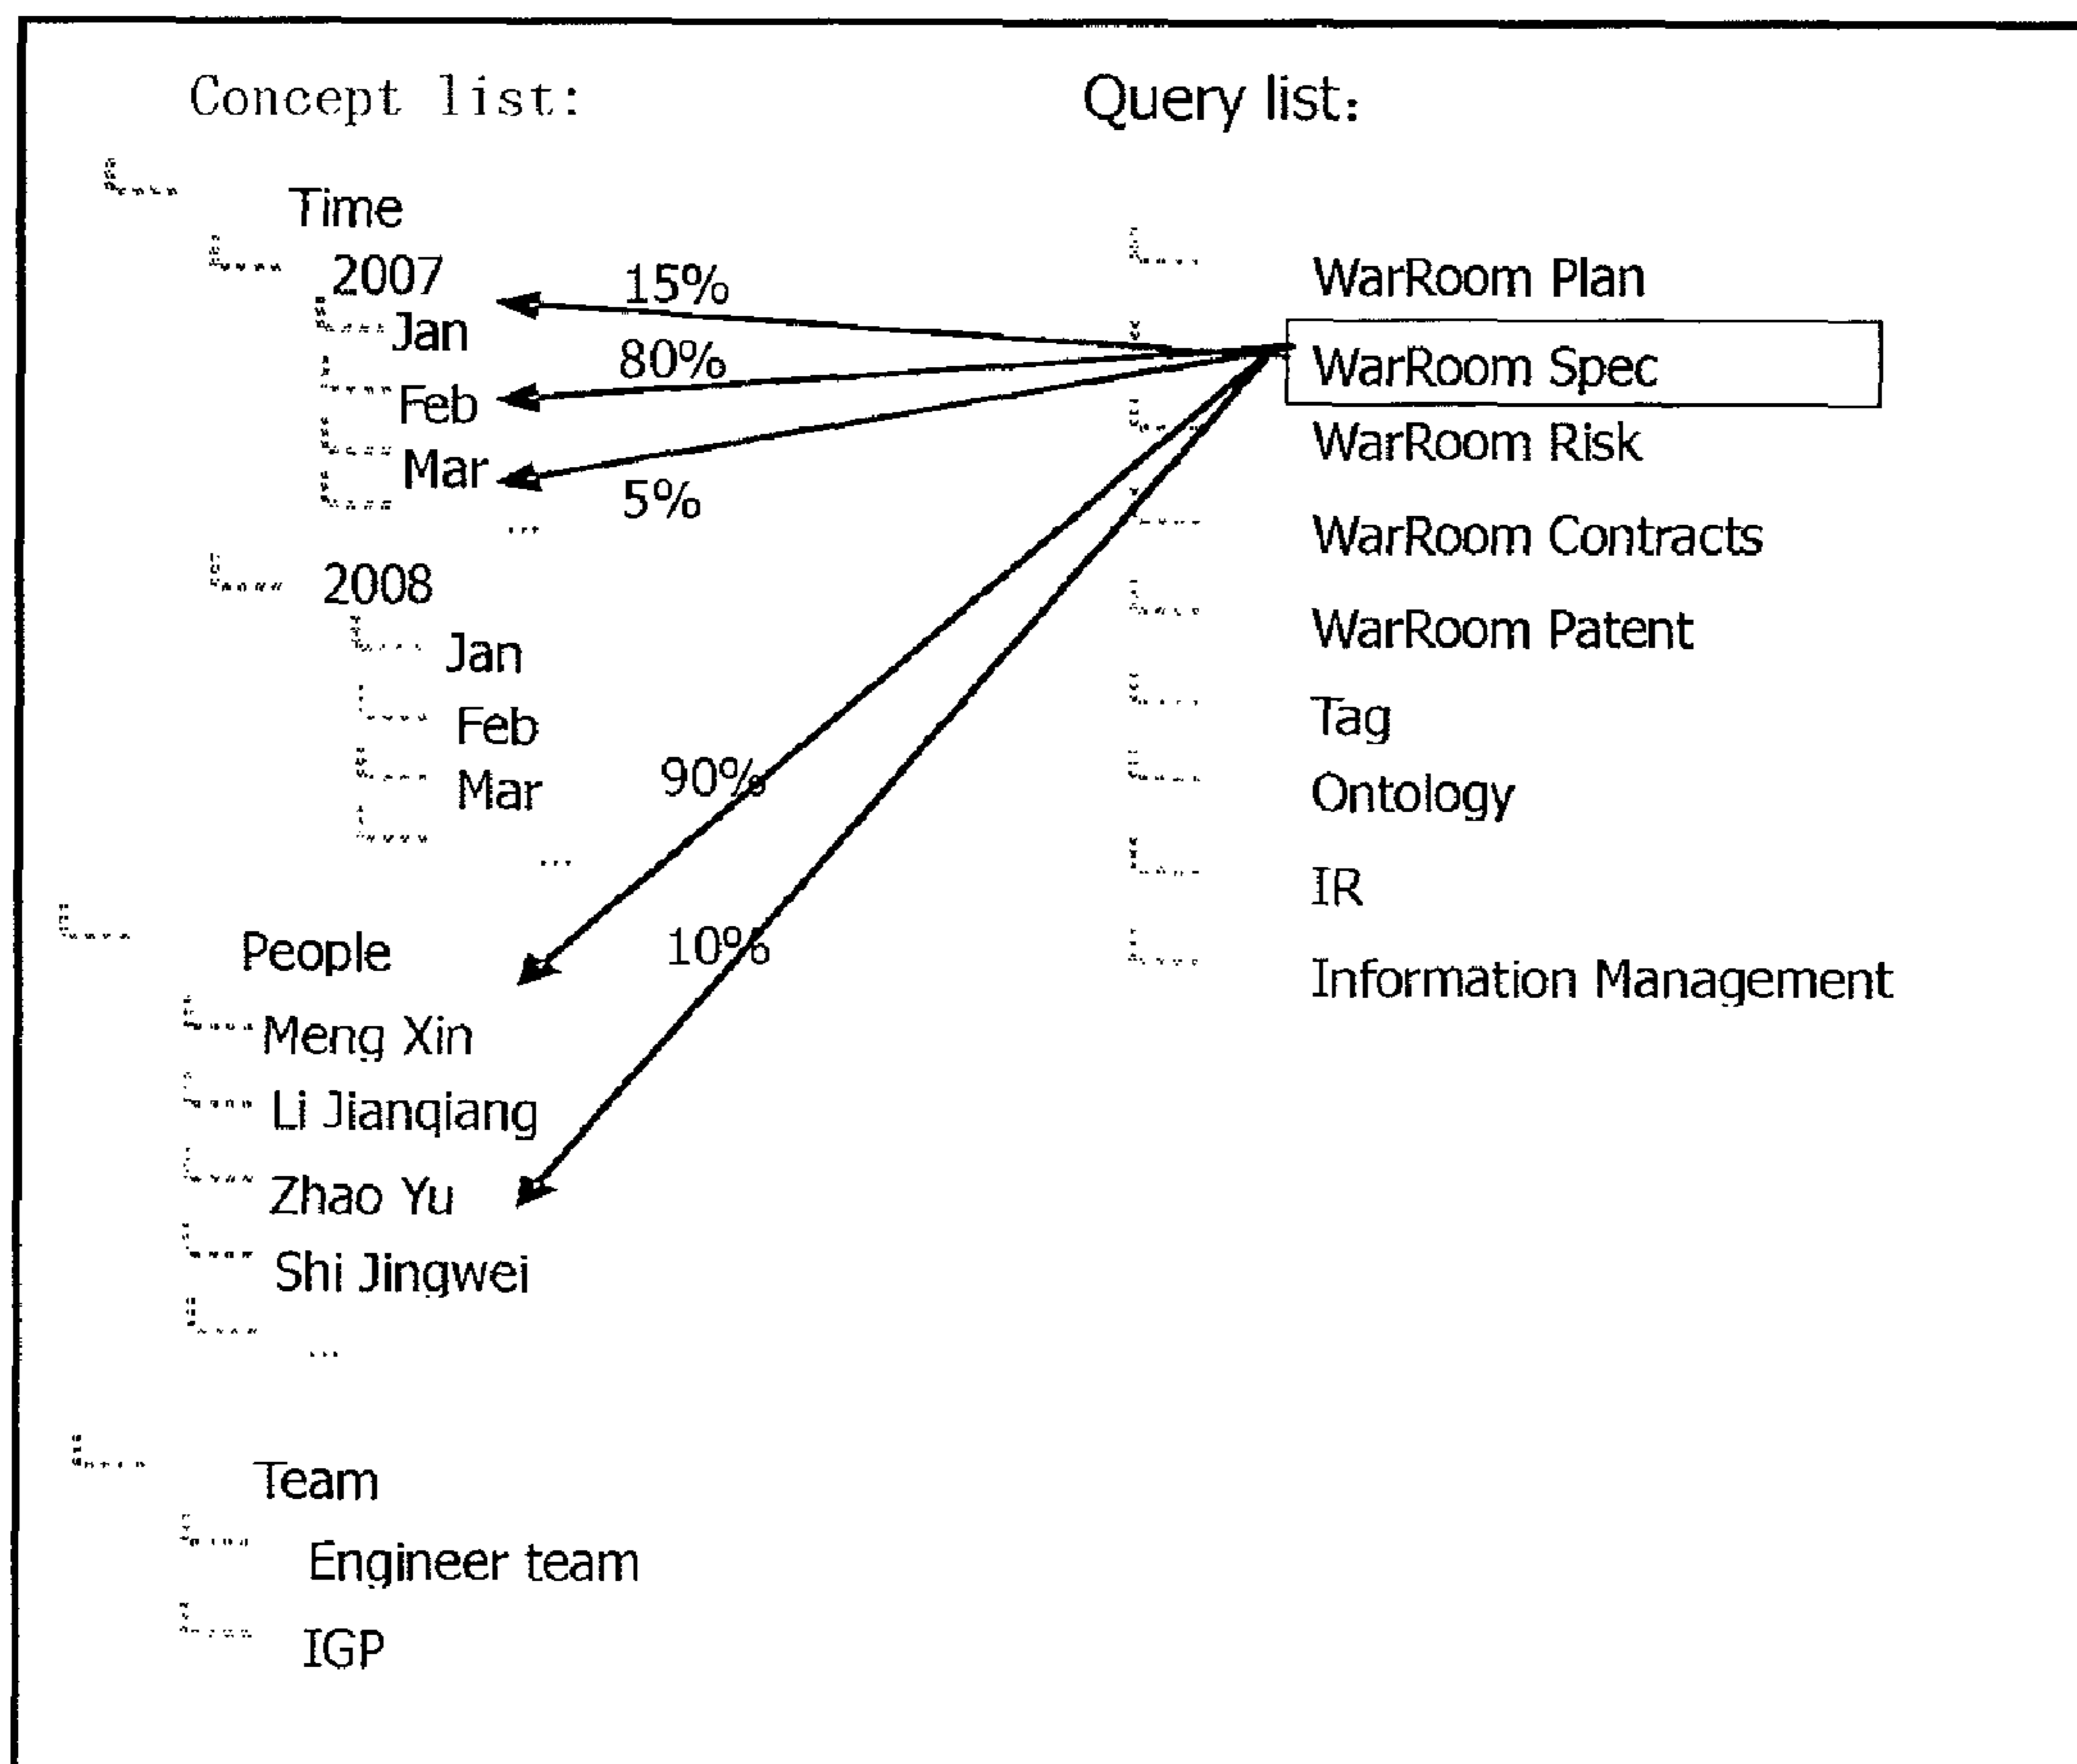 Concept list:
Time
2007
Jan
Feb
Mar
...
2008
Jan
Feb
Mar
...
People
Meng Xin
Li Jianqiang
Zhao Yu
Shi Jingwei
...
Team
Engineer team
IGP
15%
80%
5%
90%
10%
Query list:
WarRoom Plan
WarRoom Spec
WarRoom Risk
WarRoom Contracts
WarRoom Patent
Tag
Ontology
IR
Information Management